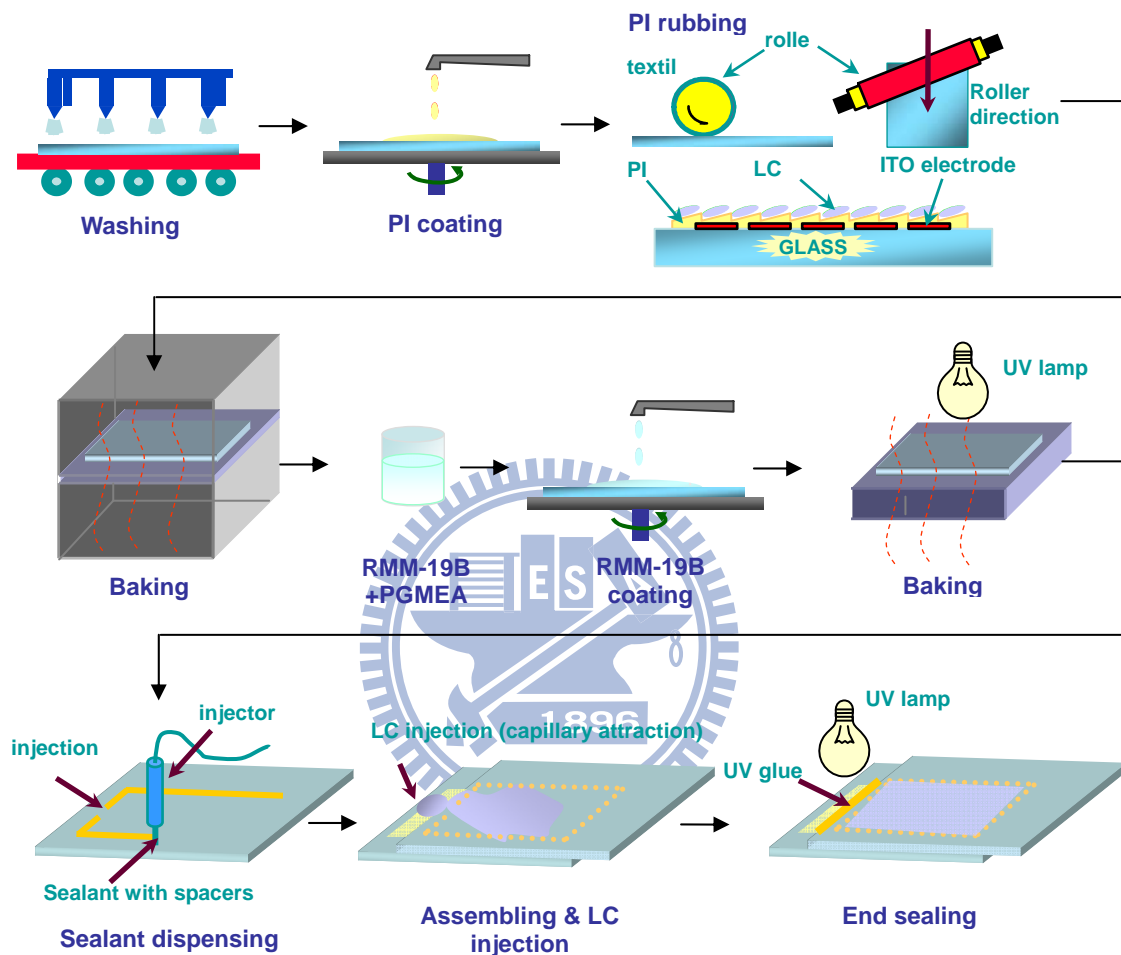 PI rubbing
rolle
textil
Roller
direction
PI
LC
ITO electrode
GLASS
Washing
PI coating
UV lamp
Baking
RMM-19B
+PGMEA
RMM-19B
coating
Baking
E S A
1896
injector
injection
LC injection (capillary attraction)
UV lamp
UV glue
Sealant with spacers
Sealant dispensing
Assembling & LC
injection
End sealing